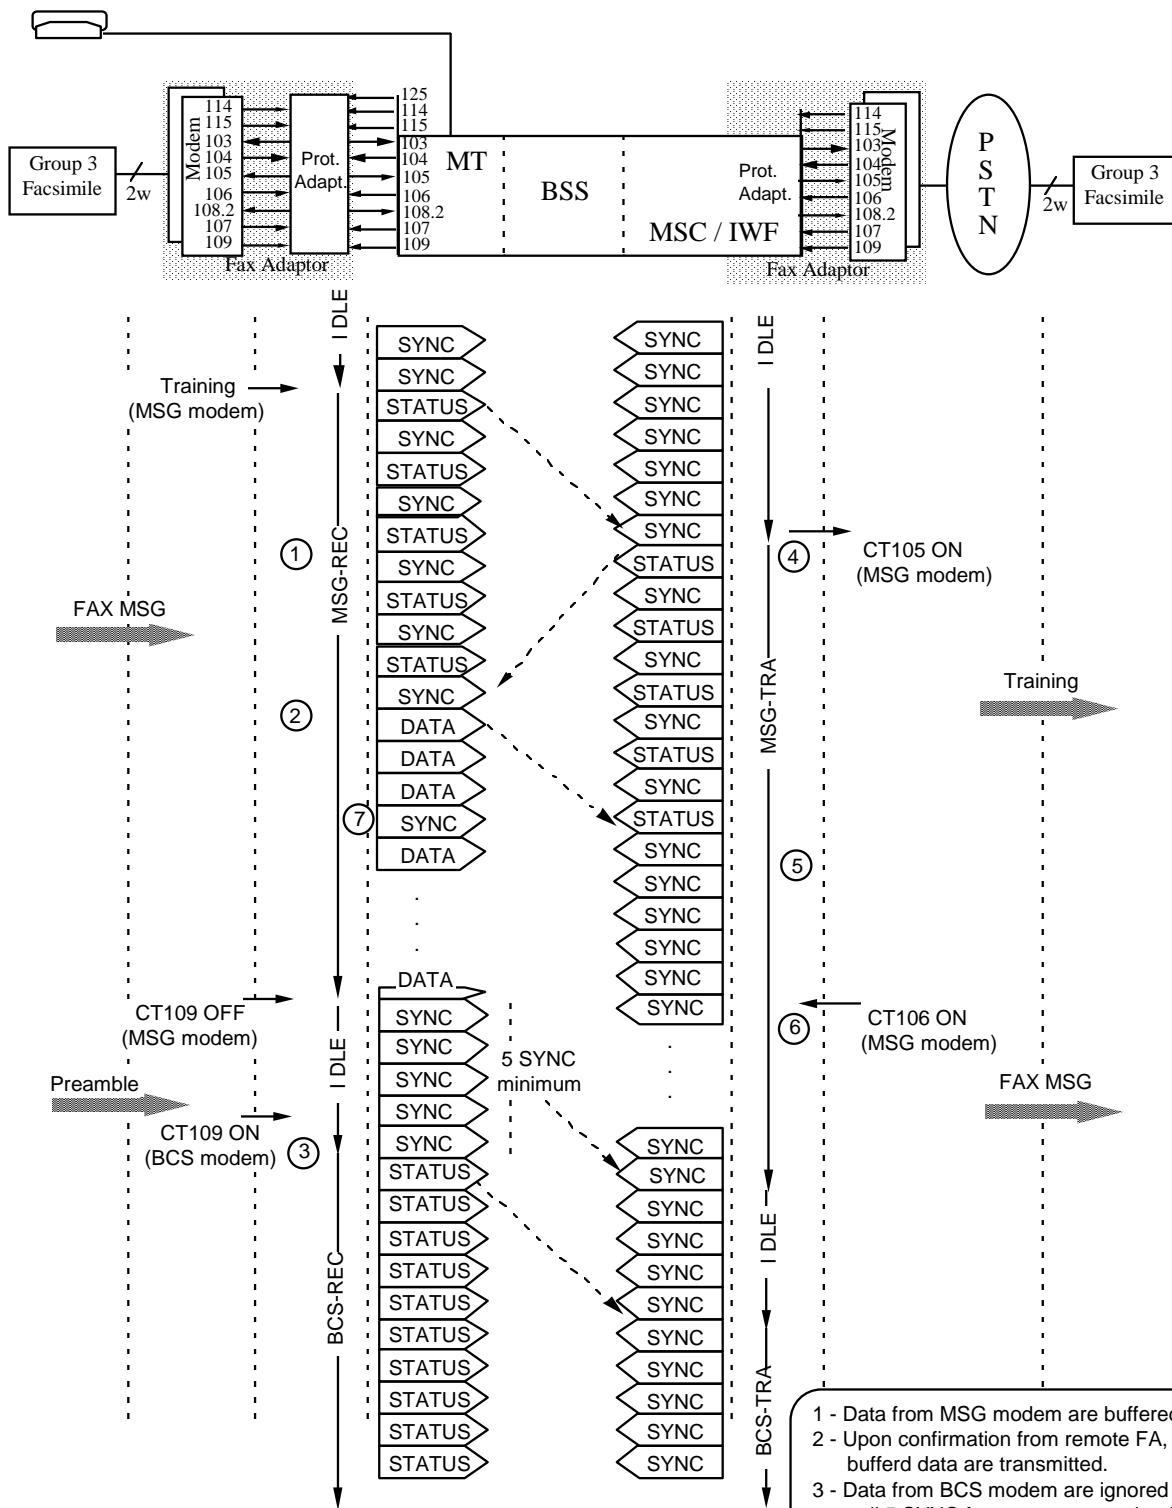 125
114
115
103
104
105
106
108.2
107
109
114
115
103
104
105
106
108.2
107
109
114
115
103
104
105
106
108.2
107
109
Modem
Prot.
Adapt.
MT
BSS
Prot.
Adapt.
MSC / IWF
Modem
P
S
T
N
Group 3
Facsimile
2w
Group 3
Facsimile
2w
Fax Adaptor
Fax Adaptor
I DLE
I DLE
SYNC
SYNC
STATUS
SYNC
STATUS
SYNC
STATUS
SYNC
STATUS
SYNC
STATUS
SYNC
DATA
DATA
DATA
SYNC
DATA
.
.
.
DATA
SYNC
SYNC
SYNC
SYNC
SYNC
STATUS
STATUS
STATUS
STATUS
STATUS
STATUS
STATUS
STATUS
STATUS
STATUS
SYNC
SYNC
SYNC
SYNC
SYNC
SYNC
SYNC
STATUS
SYNC
STATUS
SYNC
STATUS
SYNC
STATUS
SYNC
STATUS
SYNC
SYNC
SYNC
SYNC
SYNC
SYNC
.
.
.
SYNC
SYNC
SYNC
SYNC
SYNC
SYNC
SYNC
SYNC
SYNC
SYNC
SYNC
Training
(MSG modem)
1
MSG-REC
FAX MSG
2
7
CT109 OFF
(MSG modem)
I DLE
5 SYNC
minimum
Preamble
CT109 ON
(BCS modem)
3
BCS-REC
4
CT105 ON
(MSG modem)
MSG-TRA
Training
5
6
CT106 ON
(MSG modem)
FAX MSG
I DLE
BCS-TRA
1 - Data from MSG modem are buffered
2 - Upon confirmation from remote FA,
bufferd data are transmitted.
3 - Data from BCS modem are ignored